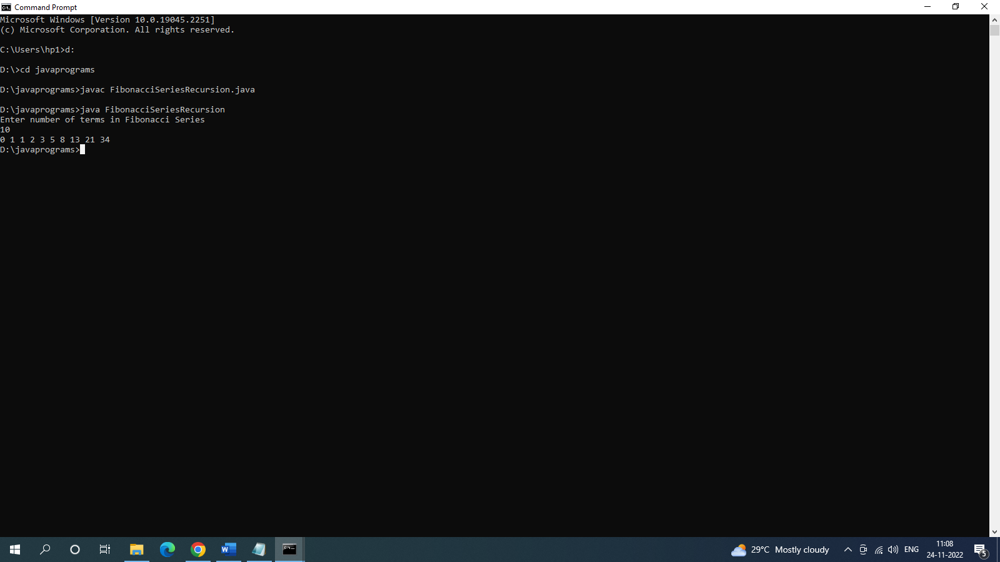 Command Prompt
Microsoft Windows [Version 10.0.19045.2251]
(c) Microsoft Corporation. All rights reserved.
C:\Users\hp1>d:
D:\>cd javaprograms
D:\javaprograms>javac FibonacciSeriesRecursion.java
D:\javaprograms>java FibonacciSeriesRecursion
Enter number of terms in Fibonacci Series
10
0 1 1 2 3 5 8 13 21 34
D:\javaprograms>
29°C Mostly cloudy
ENG
11:08
24-11-2022
5